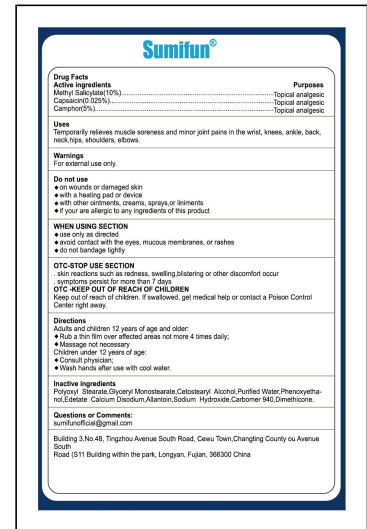 Sumifun®
Drug Facts
Active ingredients Purposes
Methyl Salicylate(10%)............Topical analgesic
Capsaicin(0.025%)............Topical analgesic
Camphor(5%)............Topical analgesic
Uses
Temporarily relieves muscle soreness and minor joint pains in the wrist, knees, ankle, back,
neck,hips, shoulders, elbows.
Warnings
For external use only.
Do not use
◆on wounds or damaged skin
◆with a heating pad or device
◆with other ointments, creams, sprays,or liniments
◆if your are allergic to any ingredients of this product
WHEN USING SECTION
◆use only as directed
◆avoid contact with the eyes, mucous membranes, or rashes
◆do not bandage tightly
OTC-STOP USE SECTION
. skin reactions such as redness, swelling,blistering or other discomfort occur
. symptoms persist for more than 7 days
OTC -KEEP OUT OF REACH OF CHILDREN
Keep out of reach of children. If swallowed, get medical help or contact a Poison Control
Center right away.
Directions
Adults and children 12 years of age and older:
◆Rub a thin film over affected areas not more 4 times daily;
◆Massage not necessary
Children under 12 years of age:
◆Consult physician;
◆Wash hands after use with cool water.
Inactive ingredients
Polyoxyl Stearate,Glyceryl Monostearate,Cetostearyl Alcohol,Purified Water,Phenoxyetha-
nol,Edetate Calcium Disodium,Allantoin,Sodium Hydroxide,Carbomer 940,Dimethicone.
Questions or Comments:
sumifunofficial@gmail.com
Building 3,No.48, Tingzhou Avenue South Road, Cewu Town,Changting County ou Avenue
South
Road (S11 Building within the park, Longyan, Fujian, 366300 China